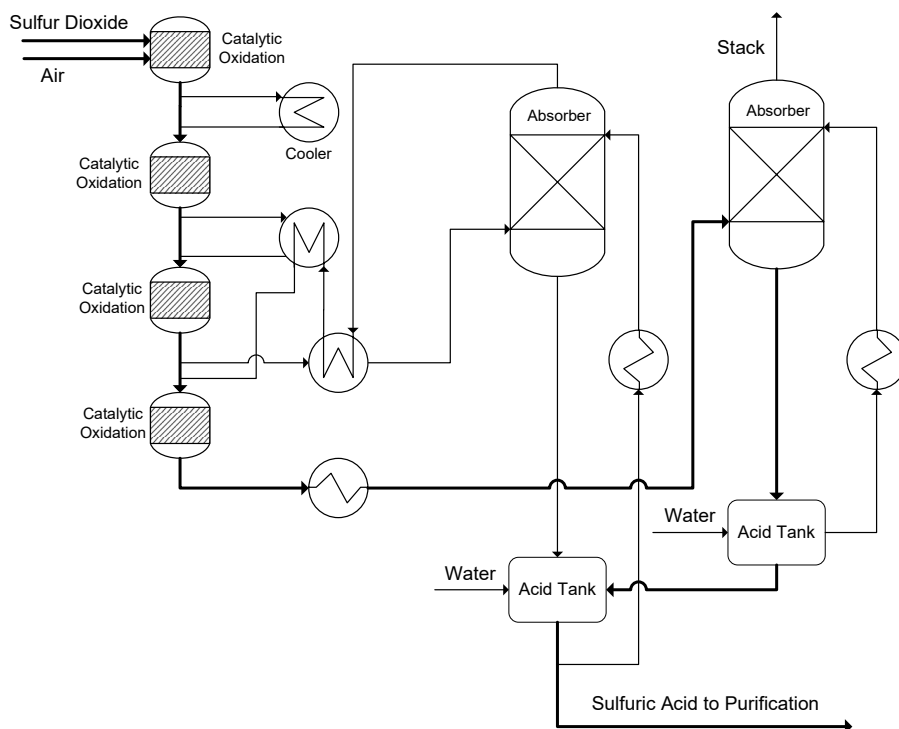 Sulfur Dioxide
Air
Catalytic
Oxidation
Stack
Absorber
Absorber
Cooler
Catalytic
Oxidation
Catalytic
Oxidation
Catalytic
Oxidation
Water
Acid Tank
Water
Acid Tank
Sulfuric Acid to Purification